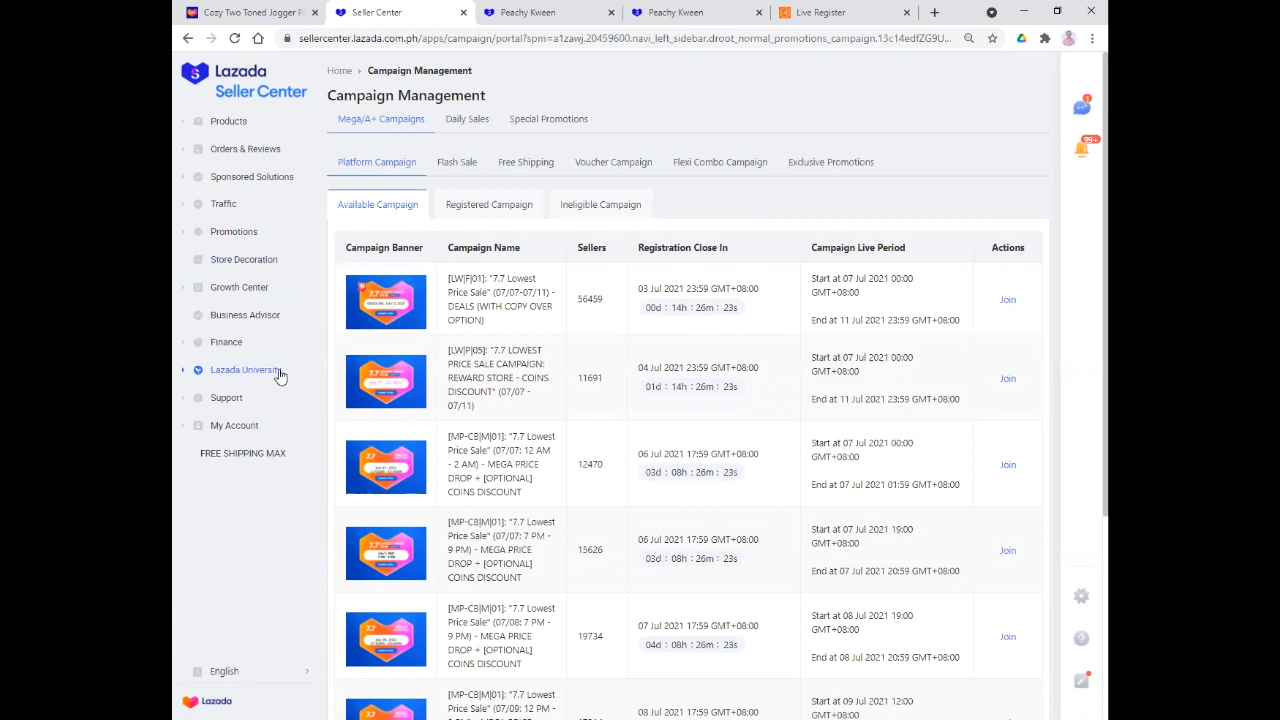 Cozy Two Toned Jogger P
Seller Center
Peachy Kween
Peachy Kween
Live Register
sellercenter.lazada.com.ph/apps/campaign/portal?spm=a1zawj.20459600.navi_left_sidebar.droot_normal_promotions_campaign.13c14edfZG9U...
Lazada
Seller Center
Products
Orders & Reviews
Sponsored Solutions
Traffic
Promotions
Store Decoration
Growth Center
Business Advisor
Finance
Lazada University
Support
My Account
FREE SHIPPING MAX
English
Lazada
Home > Campaign Management
Campaign Management
Mega/A+ Campaigns Daily Sales Special Promotions
Platform Campaign Flash Sale Free Shipping Voucher Campaign Flexi Combo Campaign Exclusive Promotions
Available Campaign Registered Campaign Ineligible Campaign
Campaign Banner Campaign Name Sellers Registration Close In Campaign Live Period Actions
[LW|F|01]: "7.7 Lowest
Price Sale" (07/07-07/11) -
DEALS (WITH COPY OVER
OPTION)
56459
03 Jul 2021 23:59 GMT+08:00
00d : 14h : 26m : 23s
Start at 07 Jul 2021 00:00
GMT+08:00
End at 11 Jul 2021 23:59 GMT+08:00
Join
[LW|P|05]: "7.7 LOWEST
PRICE SALE CAMPAIGN:
REWARD STORE - COINS
DISCOUNT" (07/07 -
07/11)
11691
04 Jul 2021 23:59 GMT+08:00
01d : 14h : 26m : 23s
Start at 07 Jul 2021 00:00
GMT+08:00
End at 11 Jul 2021 23:59 GMT+08:00
Join
[MP-CB|M|01]: "7.7 Lowest
Price Sale" (07/07: 12 AM
- 2 AM) - MEGA PRICE
DROP + [OPTIONAL]
COINS DISCOUNT
12470
06 Jul 2021 17:59 GMT+08:00
03d : 08h : 26m : 23s
Start at 07 Jul 2021 00:00
GMT+08:00
End at 07 Jul 2021 01:59 GMT+08:00
Join
[MP-CB|M|01]: "7.7 Lowest
Price Sale" (07/07: 7 PM -
9 PM) - MEGA PRICE
DROP + [OPTIONAL]
COINS DISCOUNT
15626
06 Jul 2021 17:59 GMT+08:00
03d : 08h : 26m : 23s
Start at 07 Jul 2021 19:00
GMT+08:00
End at 07 Jul 2021 20:59 GMT+08:00
Join
[MP-CB|M|01]: "7.7 Lowest
Price Sale" (07/08: 7 PM -
9 PM) - MEGA PRICE
DROP + [OPTIONAL]
COINS DISCOUNT
19734
07 Jul 2021 17:59 GMT+08:00
04d : 08h : 26m : 23s
Start at 08 Jul 2021 19:00
GMT+08:00
End at 08 Jul 2021 20:59 GMT+08:00
Join
[MP-CB|M|01]: "7.7 Lowest
Price Sale" (07/09: 12 PM -
08 Jul 2021 17:59 GMT+08:00
Start at 09 Jul 2021 12:00
GMT+08:00
1
99+